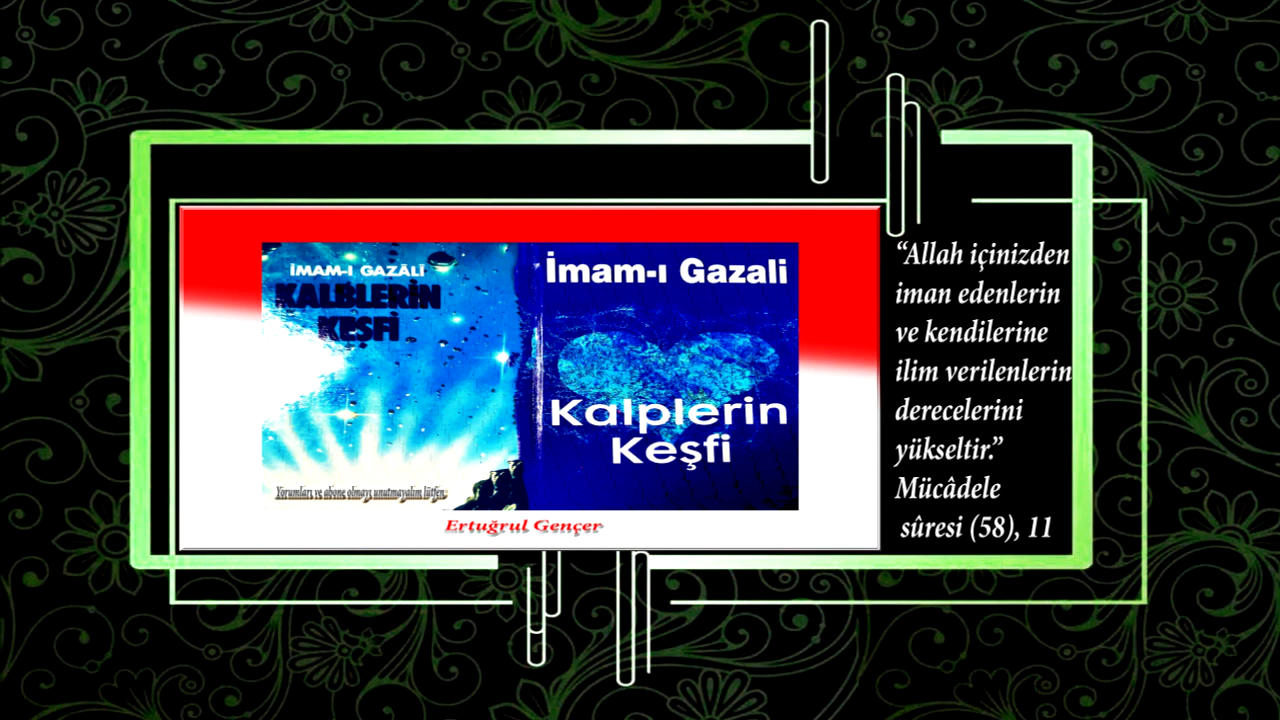 İMAM-I GAZÂLİ
KALBLERİN
KEŞFİ
Yorumları ve abone olmayı unutmayalım lütfen.
İmam-ı Gazali
Kalplerin
Keşfi
Ertuğrul Gençer
“Allah içinizden
iman edenlerin
ve kendilerine
ilim verilenlerin
derecelerini
yükseltir.”
Mücâdele
sûresi (58), 11